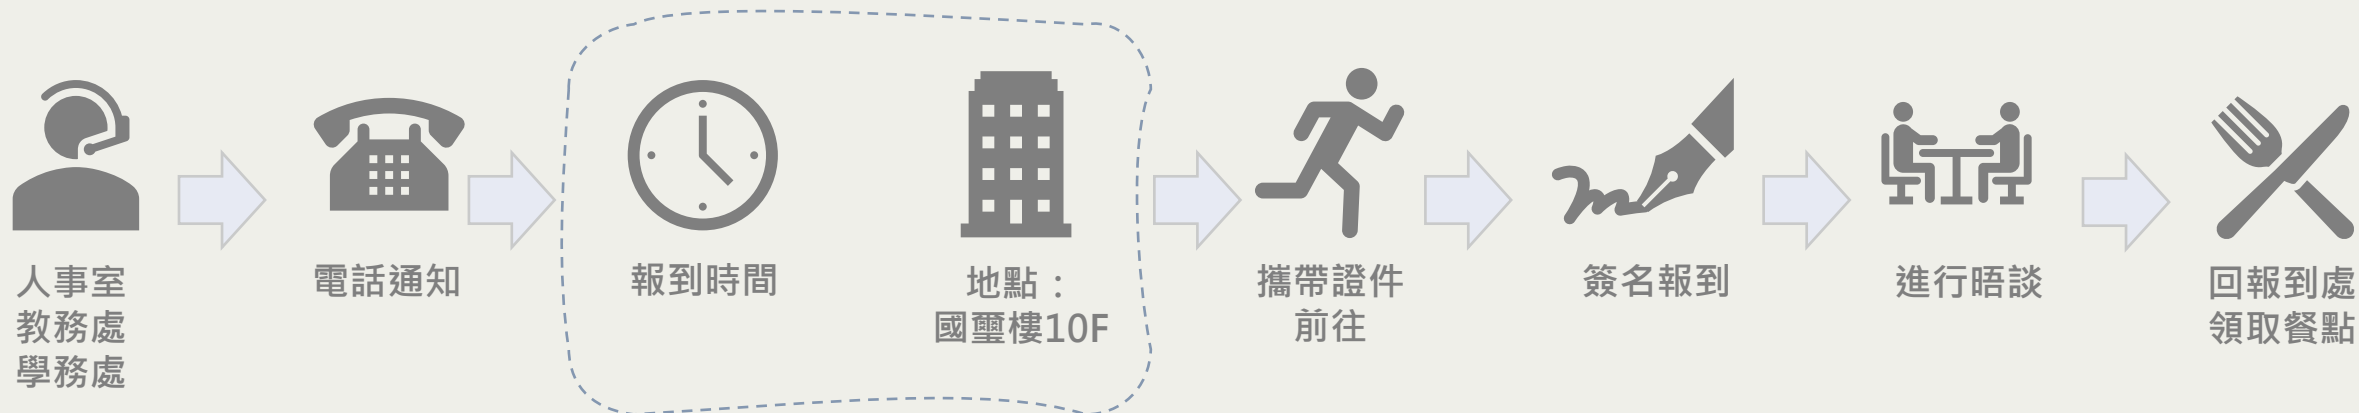 人事室
教務處
學務處
電話通知
報到時間
地點：
國璽樓10F
攜帶證件
前往
簽名報到
進行晤談
回報到處
領取餐點